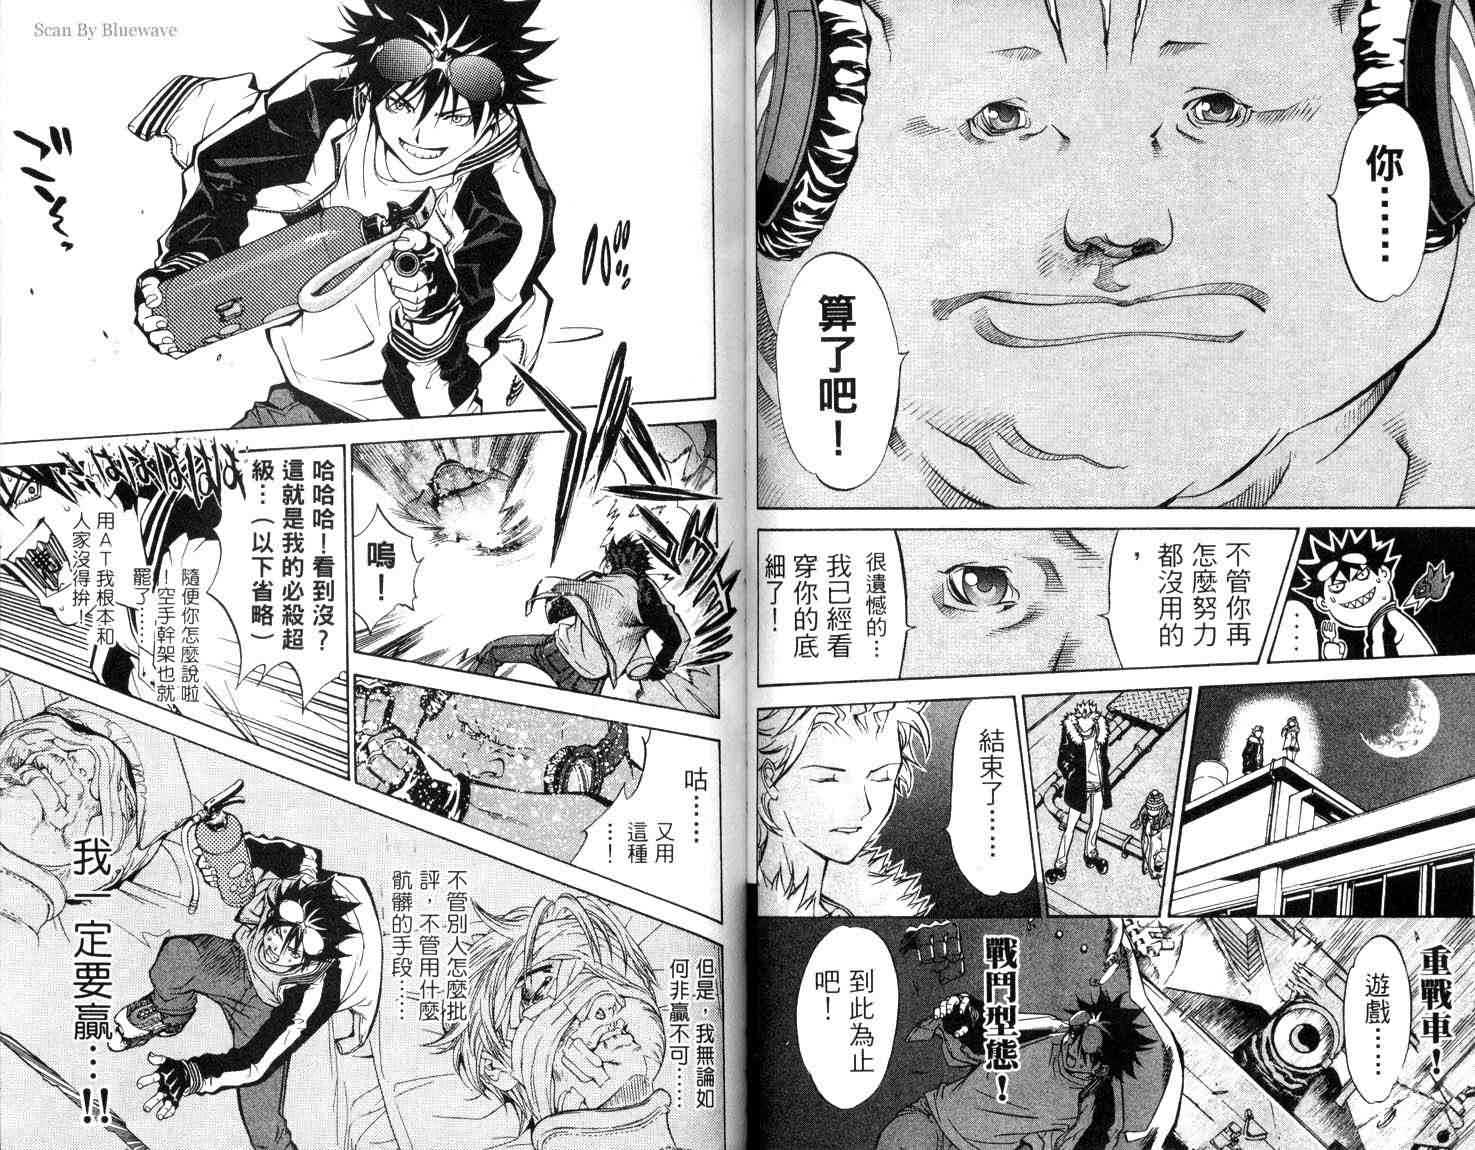 Scan By Bluewave
你……
算了吧！
不管你再
怎麼努力
都沒用的
，
……
很遺憾的…
我已經看
穿你的底
細了！
結束了……
重戰車！
遊戲……
戰鬥型態！
到此為止
吧！
哈哈哈！看到沒？
這就是我的必殺超
級…（以下省略）
嗚！
隨便你怎麼說啦
！空手幹架也就
罷了……
用AT我根本和
人家沒得拚！
咕……
又用
這種
…！
但是，我無論如
何非贏不可……
不管別人怎麼批
評，不管用什麼
骯髒的手段……
我一定要贏…!!